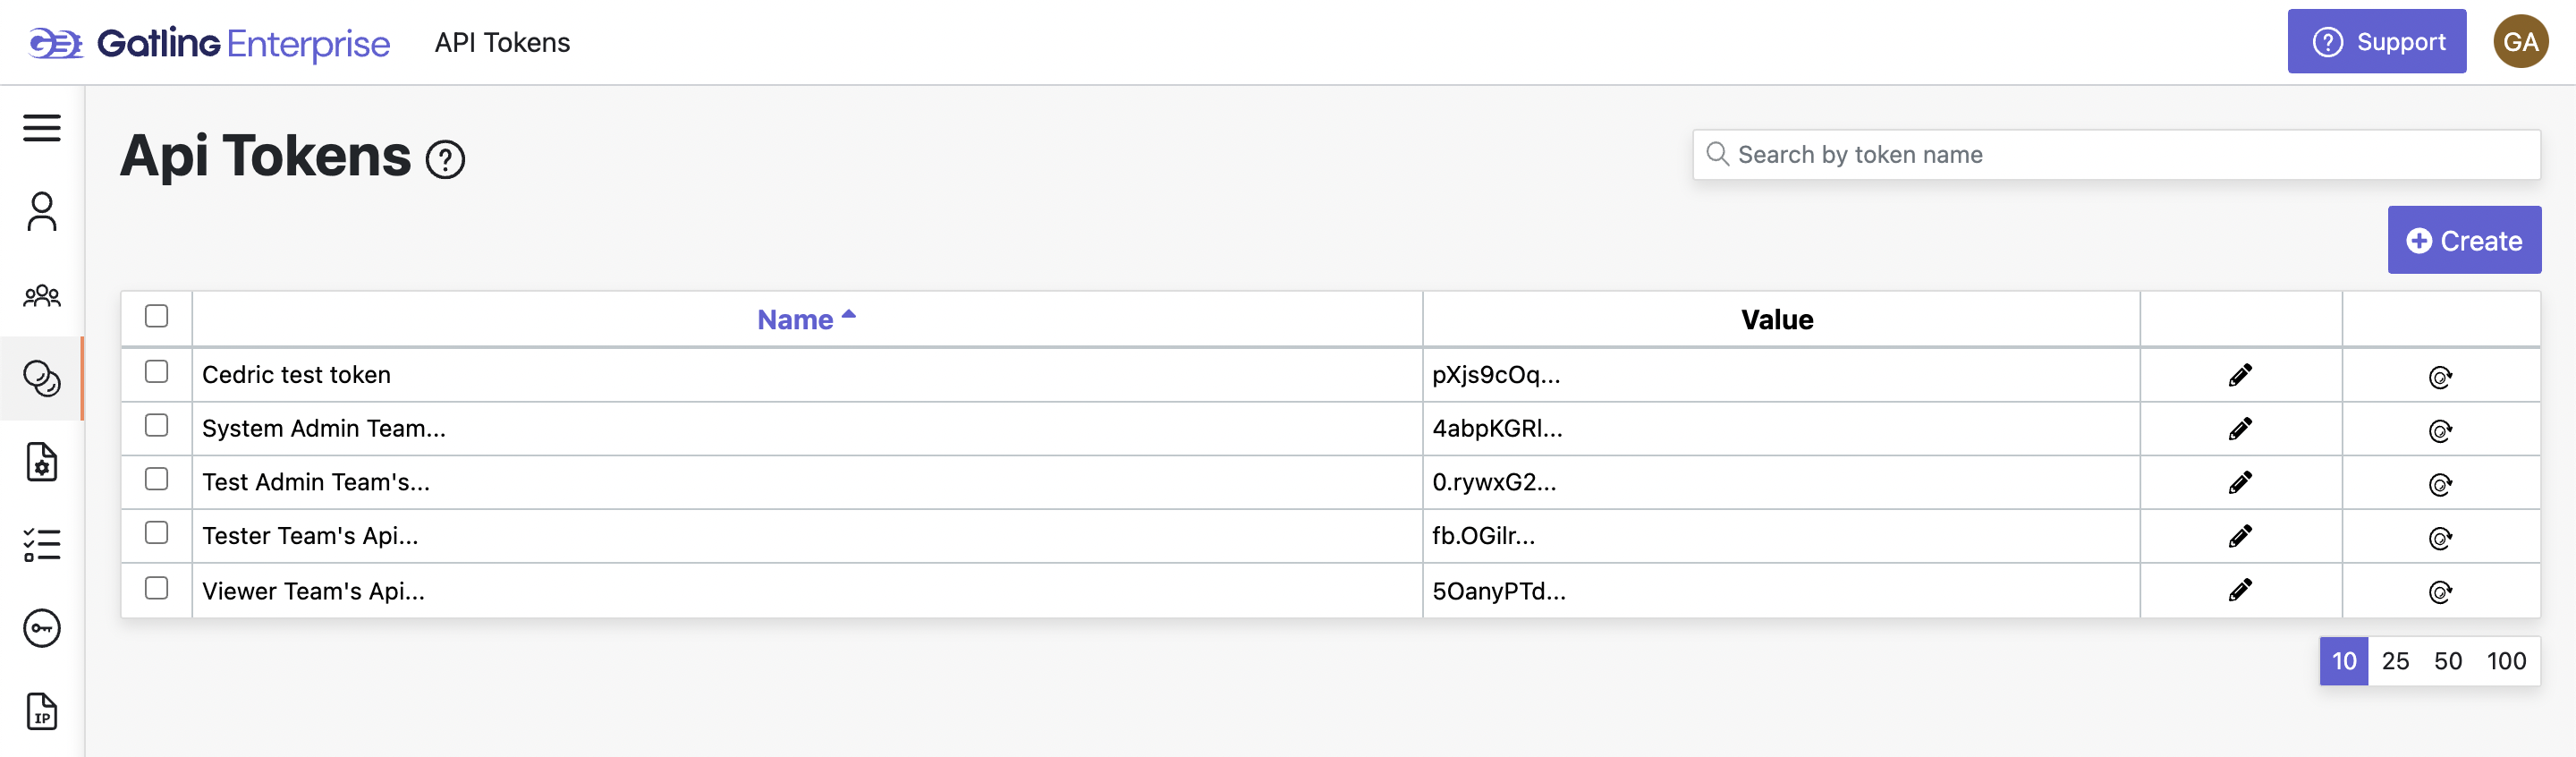 Gatling Enterprise API Tokens Support GA
Api Tokens ?
Search by token name
Create
Name Value
Cedric test token pXjs9cOq...
System Admin Team... 4abpKGRl...
Test Admin Team's... 0.rywxG2...
Tester Team's Api... fb.OGilr...
Viewer Team's Api... 5OanyPTd...
10 25 50 100
IP